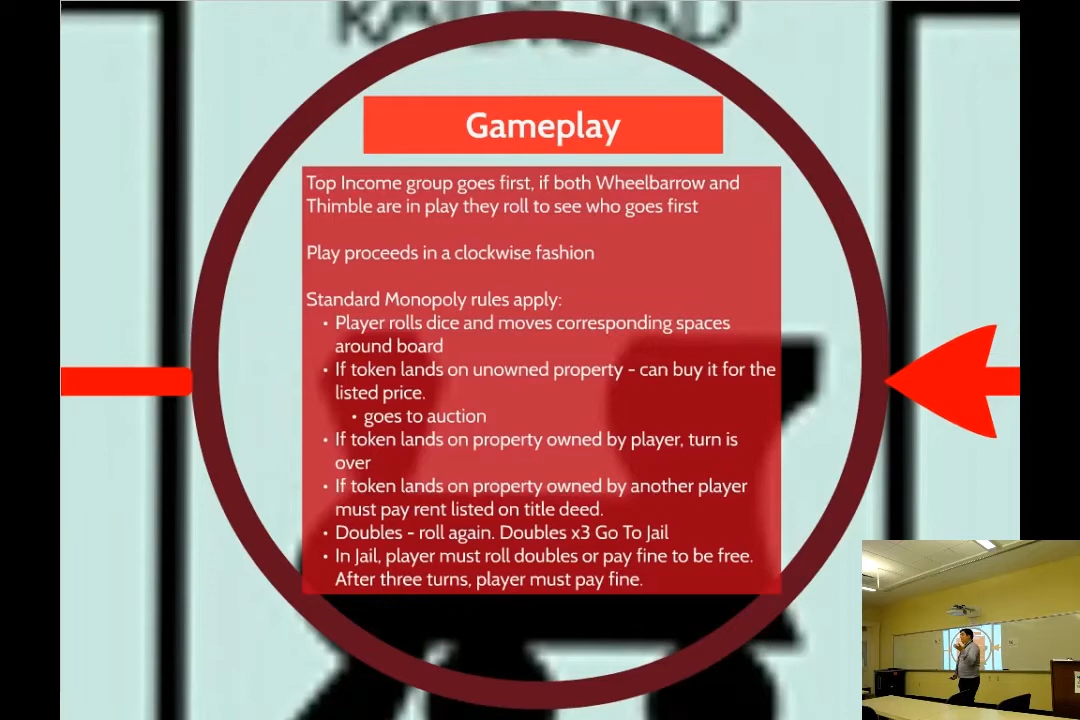 RAILROAD
Gameplay
Top Income group goes first, if both Wheelbarrow and
Thimble are in play they roll to see who goes first
Play proceeds in a clockwise fashion
Standard Monopoly rules apply:
• Player rolls dice and moves corresponding spaces
around board
• If token lands on unowned property - can buy it for the
listed price.
• goes to auction
• If token lands on property owned by player, turn is
over
• If token lands on property owned by another player
must pay rent listed on title deed.
• Doubles - roll again. Doubles x3 Go To Jail
• In Jail, player must roll doubles or pay fine to be free.
After three turns, player must pay fine.